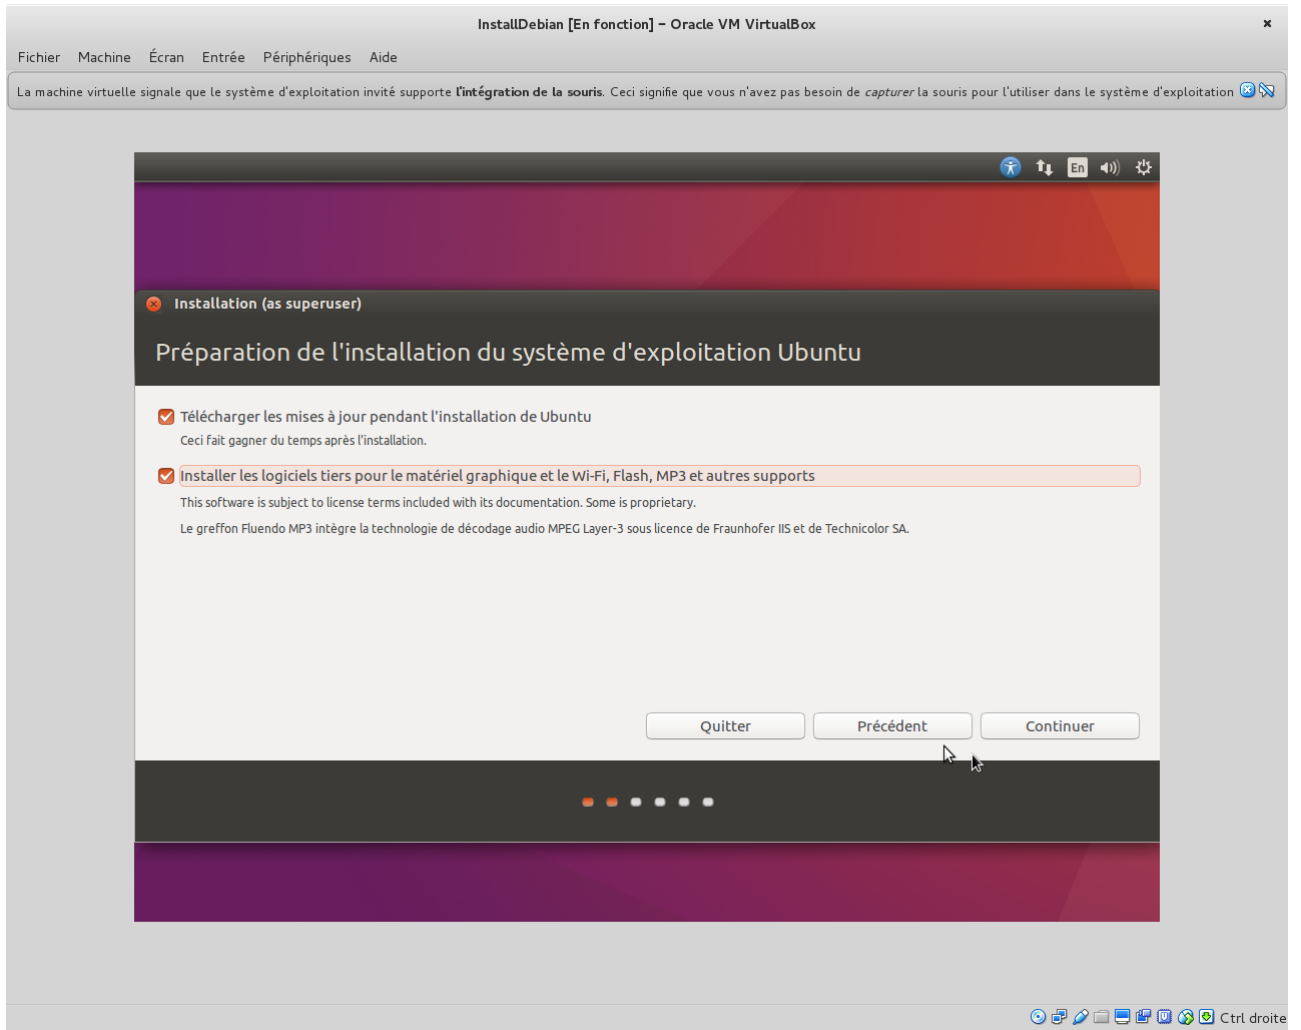 InstallDebian [En fonction] – Oracle VM VirtualBox
Fichier Machine Écran Entrée Périphériques Aide
La machine virtuelle signale que le système d'exploitation invité supporte l'intégration de la souris. Ceci signifie que vous n'avez pas besoin de capturer la souris pour l'utiliser dans le système d'exploitation
En
Installation (as superuser)
Préparation de l'installation du système d'exploitation Ubuntu
Télécharger les mises à jour pendant l'installation de Ubuntu
Ceci fait gagner du temps après l'installation.
Installer les logiciels tiers pour le matériel graphique et le Wi-Fi, Flash, MP3 et autres supports
This software is subject to license terms included with its documentation. Some is proprietary.
Le greffon Fluendo MP3 intègre la technologie de décodage audio MPEG Layer-3 sous licence de Fraunhofer IIS et de Technicolor SA.
Quitter Précédent Continuer
Ctrl droite